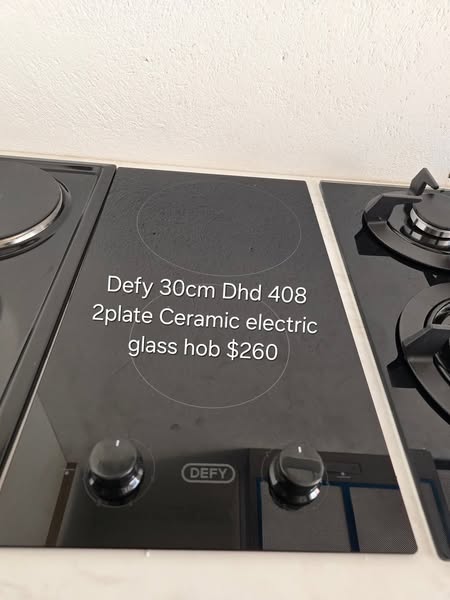 Defy 30cm Dhd 408
2plate Ceramic electric
glass hob $260
DEFY